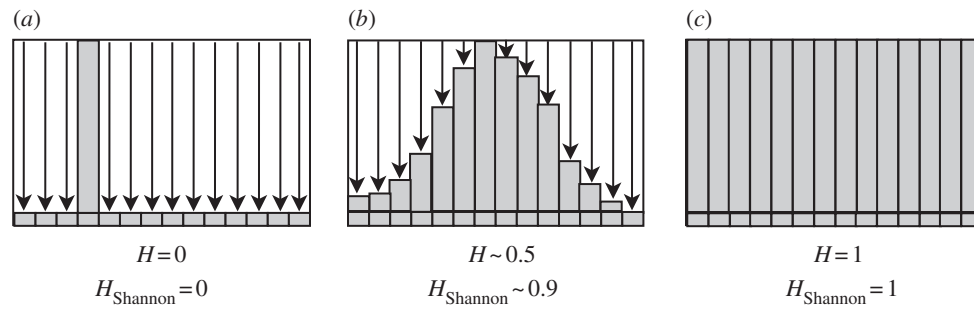 (a) (b) (c)
H = 0 H ~ 0.5 H = 1
H_Shannon = 0 H_Shannon ~ 0.9 H_Shannon = 1